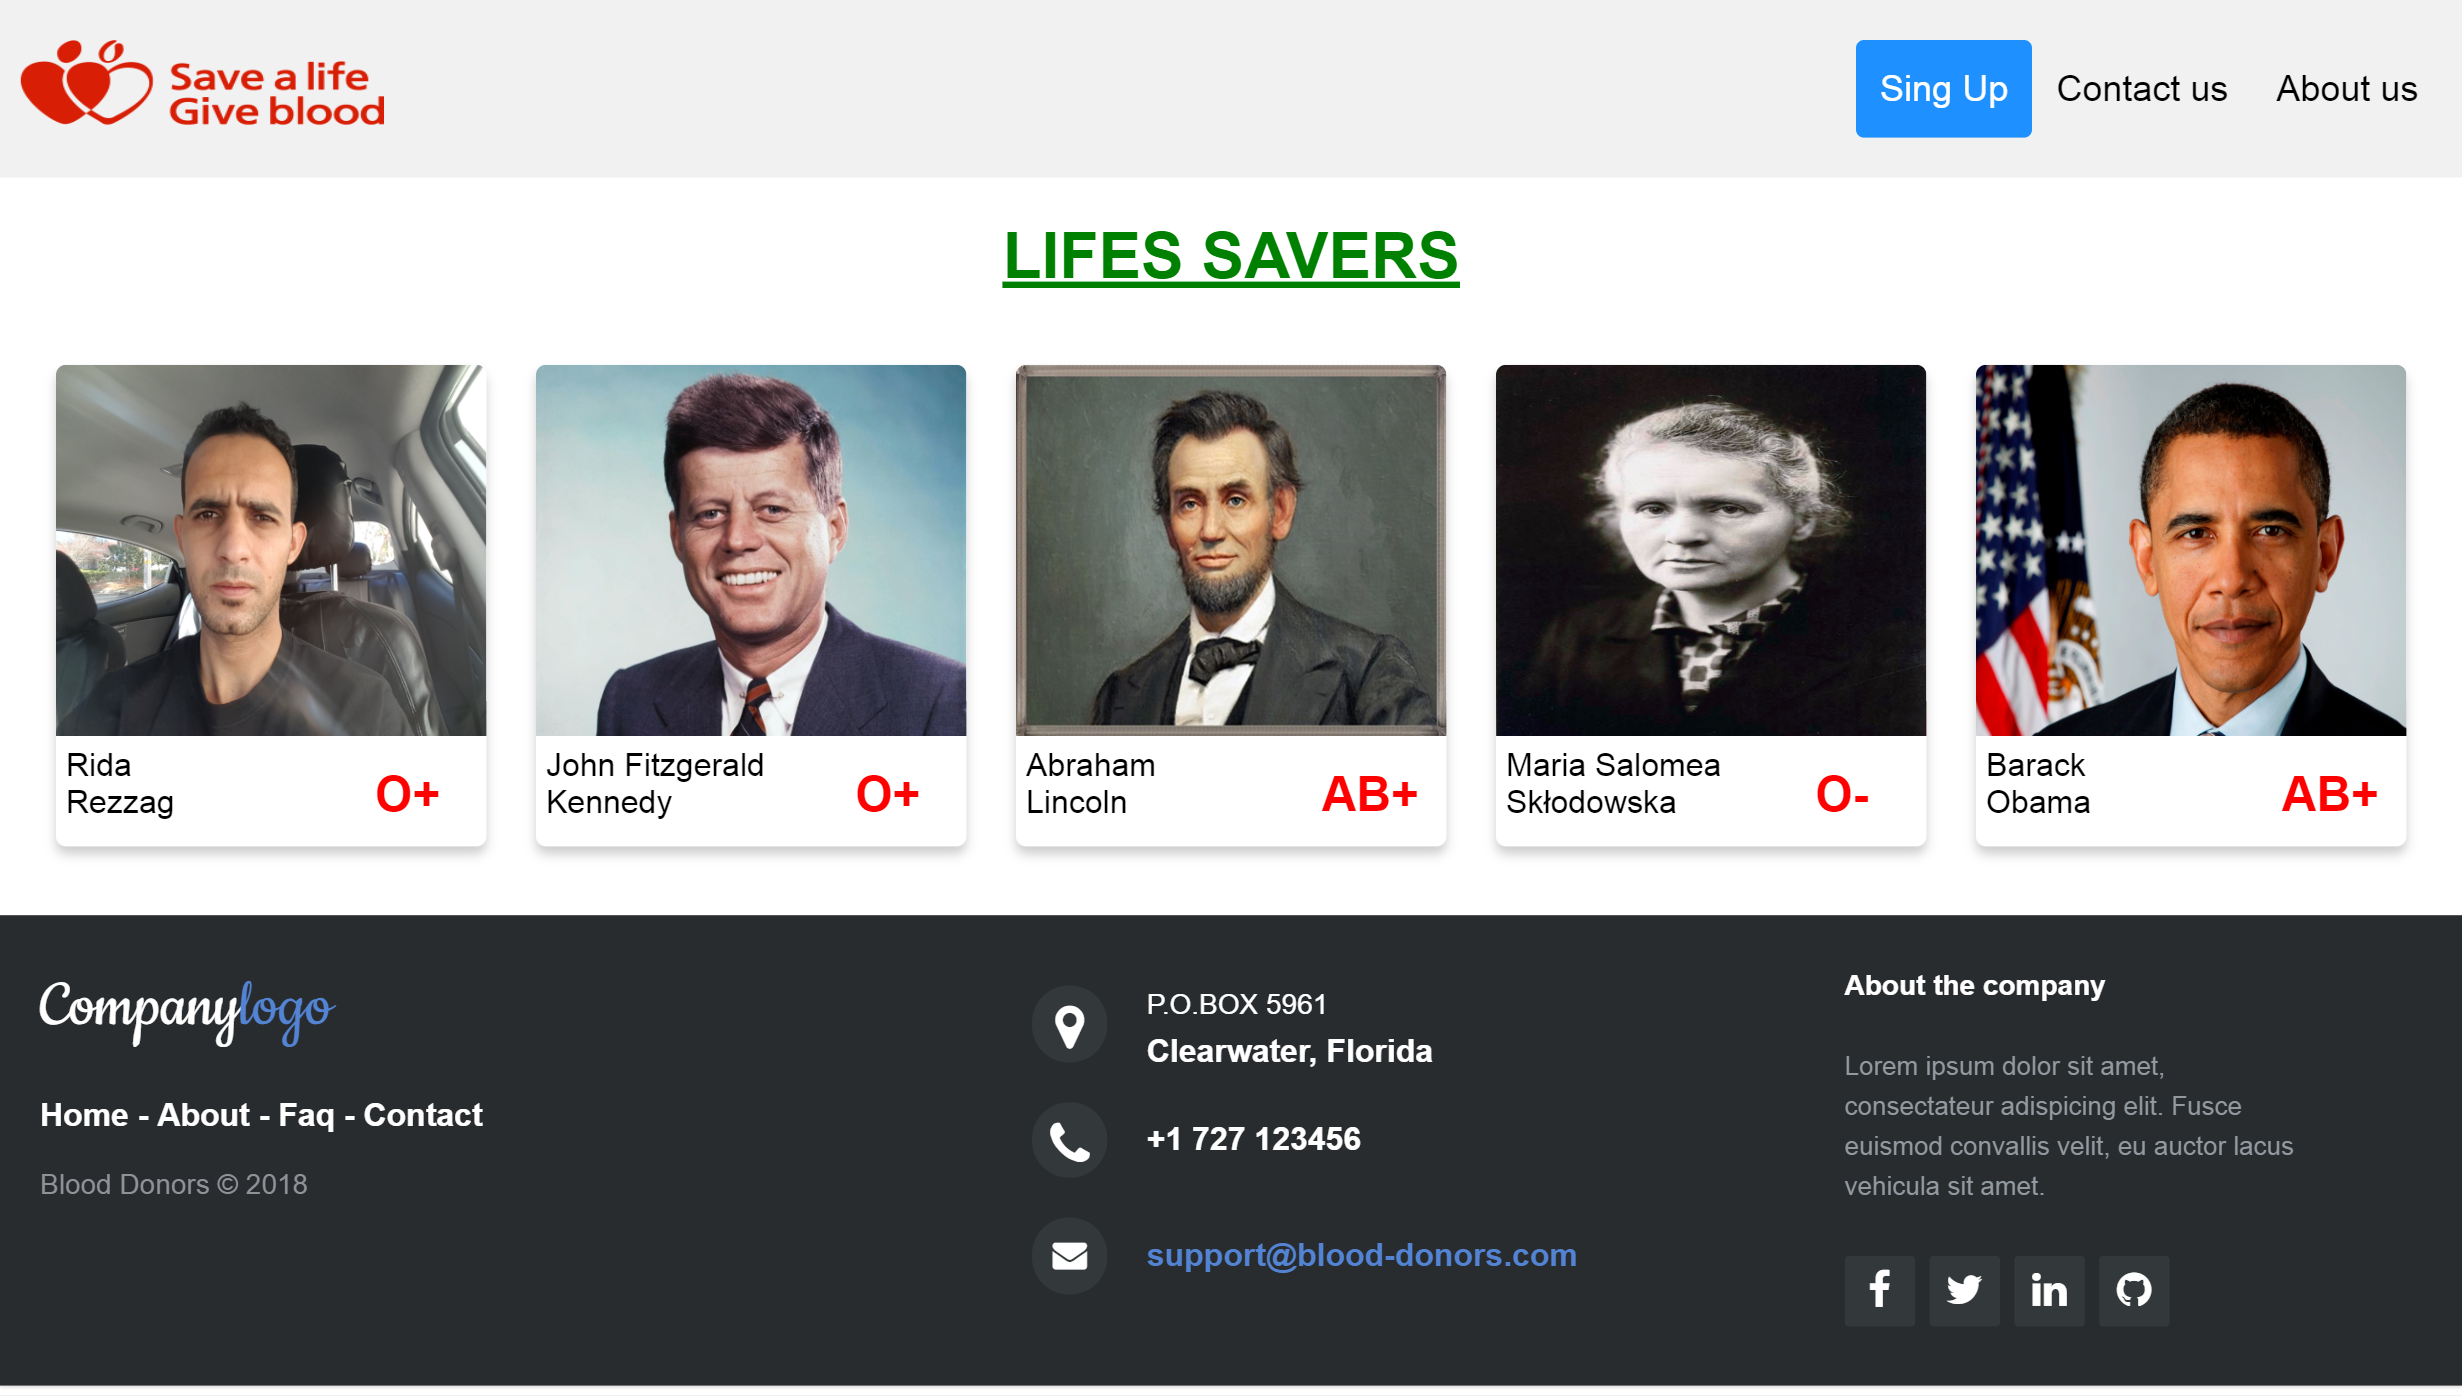 Save a life
Give blood
Sing Up
Contact us
About us
LIFES SAVERS
Rida
Rezzag
O+
John Fitzgerald
Kennedy
O+
Abraham
Lincoln
AB+
Maria Salomea
Skłodowska
O-
Barack
Obama
AB+
Companylogo
Home - About - Faq - Contact
Blood Donors © 2018
P.O.BOX 5961
Clearwater, Florida
+1 727 123456
support@blood-donors.com
About the company
Lorem ipsum dolor sit amet,
consectateur adispicing elit. Fusce
euismod convallis velit, eu auctor lacus
vehicula sit amet.